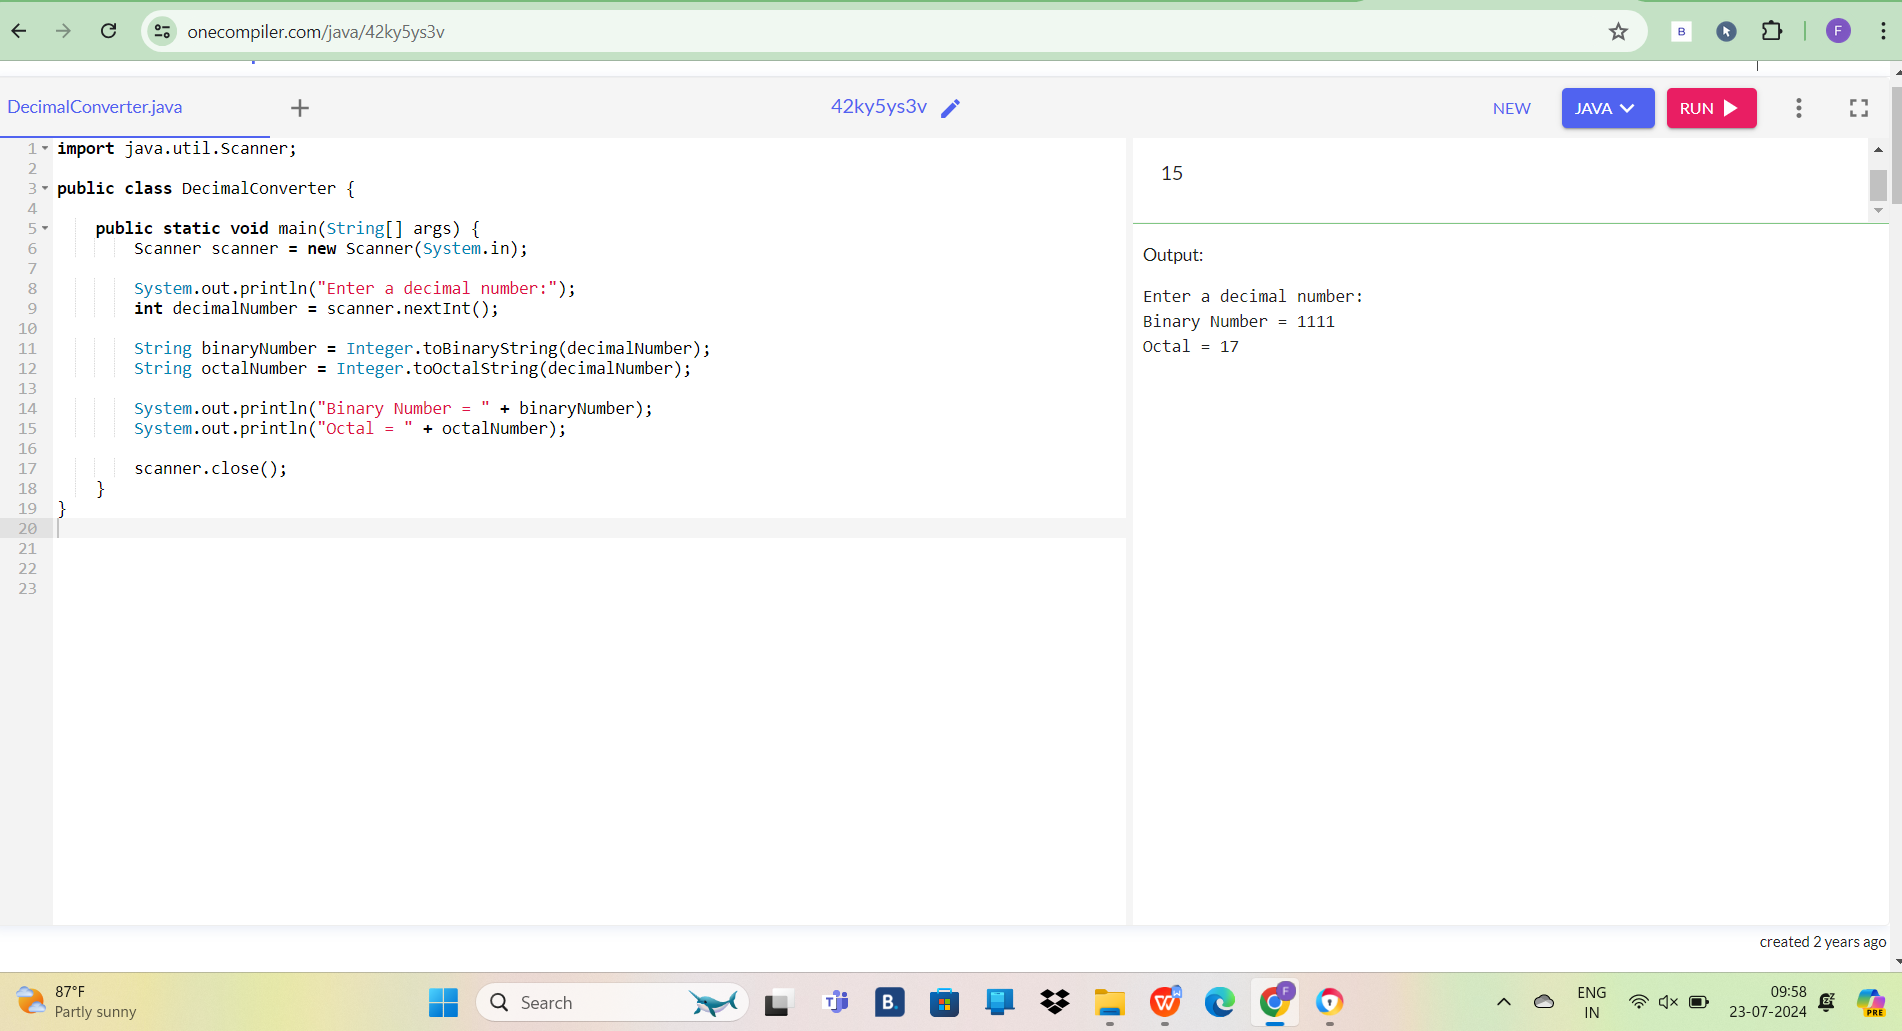 onecompiler.com/java/42ky5ys3v
B
F
DecimalConverter.java
42ky5ys3v
NEW
JAVA
RUN
1 import java.util.Scanner;
2
3 public class DecimalConverter {
4
5 public static void main(String[] args) {
6 Scanner scanner = new Scanner(System.in);
7
8 System.out.println("Enter a decimal number:");
9 int decimalNumber = scanner.nextInt();
10
11 String binaryNumber = Integer.toBinaryString(decimalNumber);
12 String octalNumber = Integer.toOctalString(decimalNumber);
13
14 System.out.println("Binary Number = " + binaryNumber);
15 System.out.println("Octal = " + octalNumber);
16
17 scanner.close();
18 }
19 }
20
21
22
23
15
Output:
Enter a decimal number:
Binary Number = 1111
Octal = 17
created 2 years ago
87°F
Partly sunny
Search
B.
F
ENG
IN
09:58
23-07-2024
PRE